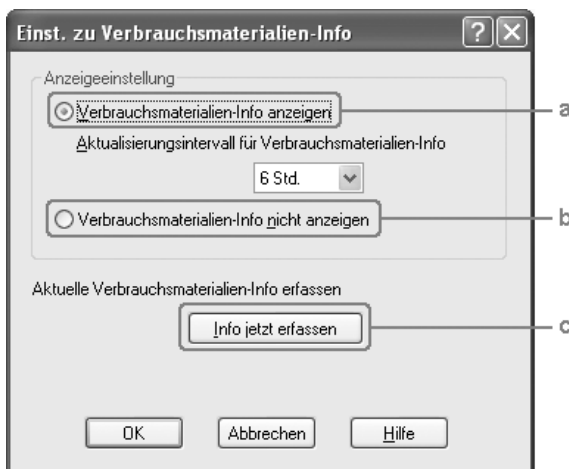 Einst. zu Verbrauchsmaterialien-Info
Anzeigeeinstellung
Verbrauchsmaterialien-Info anzeigen
a
Aktualisierungsintervall für Verbrauchsmaterialien-Info
6 Std.
Verbrauchsmaterialien-Info nicht anzeigen
b
Aktuelle Verbrauchsmaterialien-Info erfassen
Info jetzt erfassen
c
OK
Abbrechen
Hilfe